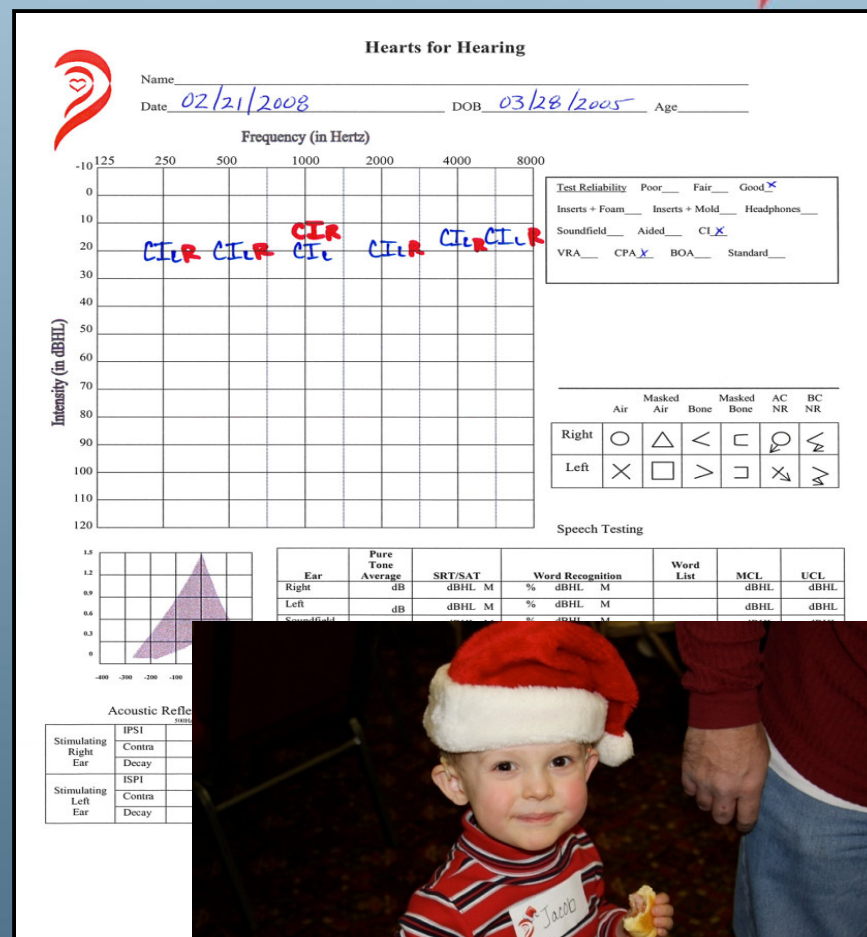 Hearts for Hearing
Name
Date 02/21/2008 DOB 03/28/2005 Age
Frequency (in Hertz)
125 250 500 1000 2000 4000 8000
-10
0
10
20
30
40
50
60
70
80
90
100
110
120
Intensity (in dBHL)
CIR
CIL R CIL R CIL CIL R CIL R CIL R
Test Reliability Poor Fair Good X
Inserts + Foam Inserts + Mold Headphones
Soundfield Aided CI X
VRA CPA X BOA Standard
Air Masked Air Bone Masked Bone AC NR BC NR
Right
Left
Speech Testing
Ear Pure Tone Average SRT/SAT Word Recognition Word List MCL UCL
Right dB dBHL M % dBHL M dBHL dBHL
Left dB dBHL M % dBHL M dBHL dBHL
1.5
1.2
0.9
0.6
0.3
0
-400 -300 -200 -100
Acoustic Refle
Stimulating Right Ear
IPSI
Contra
Decay
Stimulating Left Ear
ISPI
Contra
Decay
Jacob